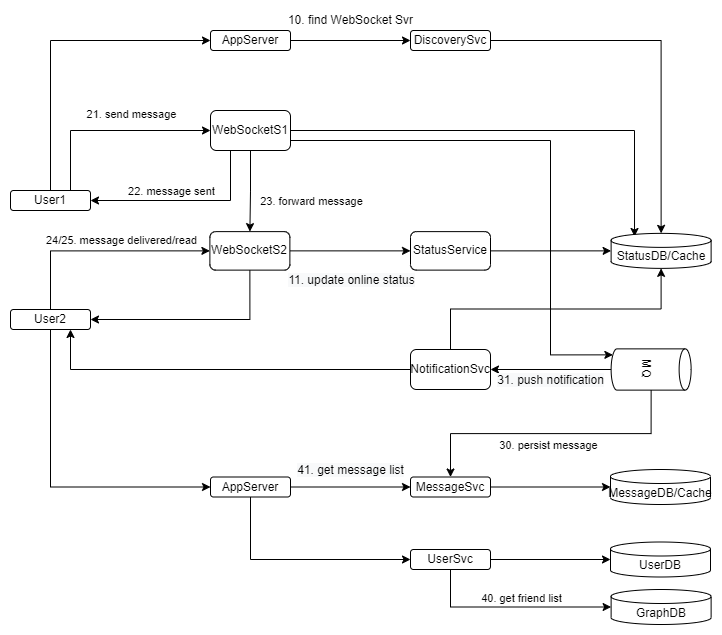 10. find WebSocket Svr
AppServer
DiscoverySvc
21. send message
WebSocketS1
22. message sent
User1
23. forward message
24/25. message delivered/read
WebSocketS2
StatusService
StatusDB/Cache
11. update online status
User2
NotificationSvc
31. push notification
MQ
30. persist message
41. get message list
AppServer
MessageSvc
MessageDB/Cache
UserSvc
UserDB
40. get friend list
GraphDB